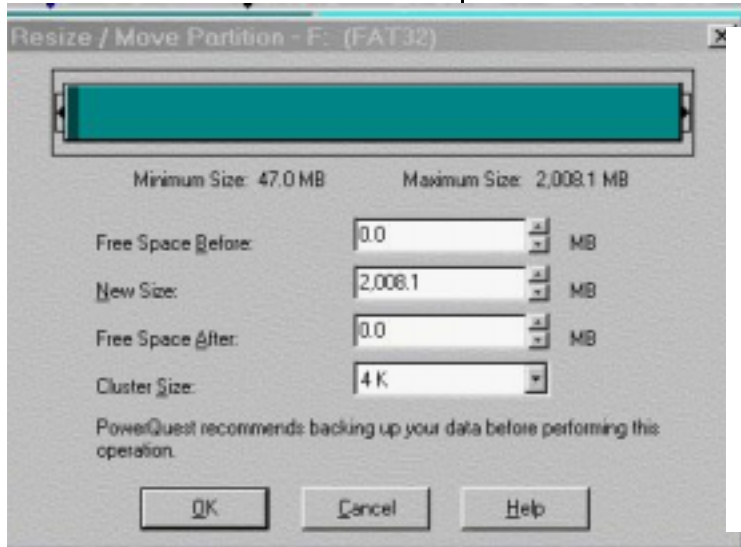 Resize / Move Partition - F: (FAT32)
Minimum Size: 47.0 MB Maximum Size: 2,008.1 MB
Free Space Before: 0.0 MB
New Size: 2,008.1 MB
Free Space After: 0.0 MB
Cluster Size: 4 K
PowerQuest recommends backing up your data before performing this
operation.
OK Cancel Help